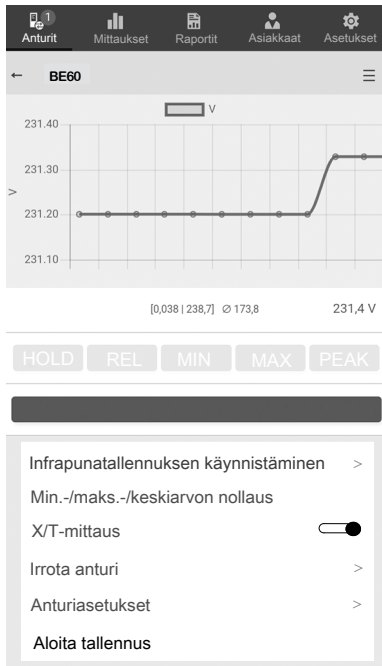 1
Anturit Mittaukset Raportit Asiakkaat Asetukset
← BE60
V
231.40
231.30
V
231.20
231.10
[0,038 | 238,7] ∅ 173,8 231,4 V
HOLD REL MIN MAX PEAK
Infrapunatallennuksen käynnistäminen >
Min.-/maks.-/keskiarvon nollaus
X/T-mittaus
Irrota anturi >
Anturiasetukset >
Aloita tallennus